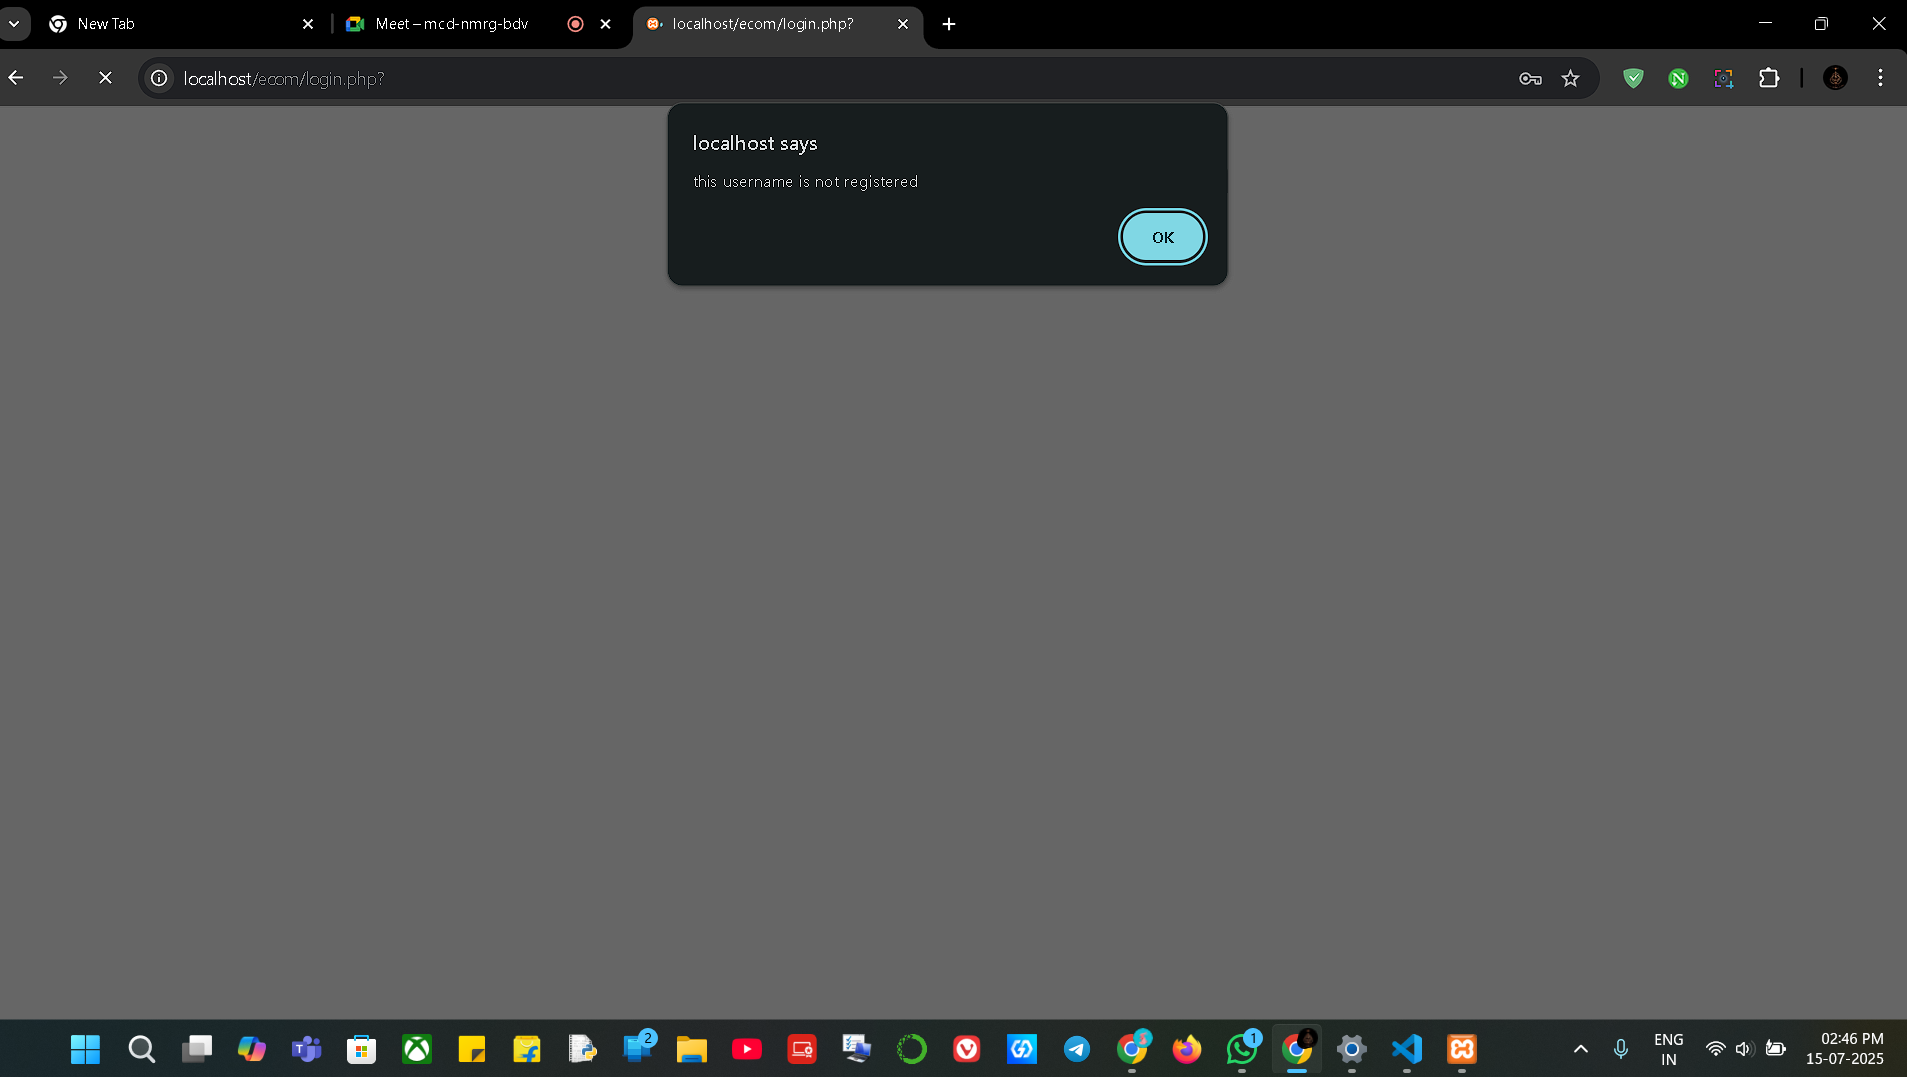 New Tab
Meet – mcd-nmrg-bdv
localhost/ecom/login.php?
localhost/ecom/login.php?
localhost says
this username is not registered
OK
2
1
ENG
IN
02:46 PM
15-07-2025